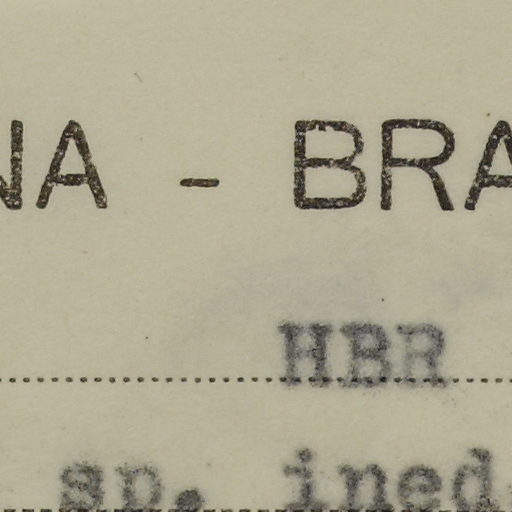 NA - BRA
HBR
sp. ined.